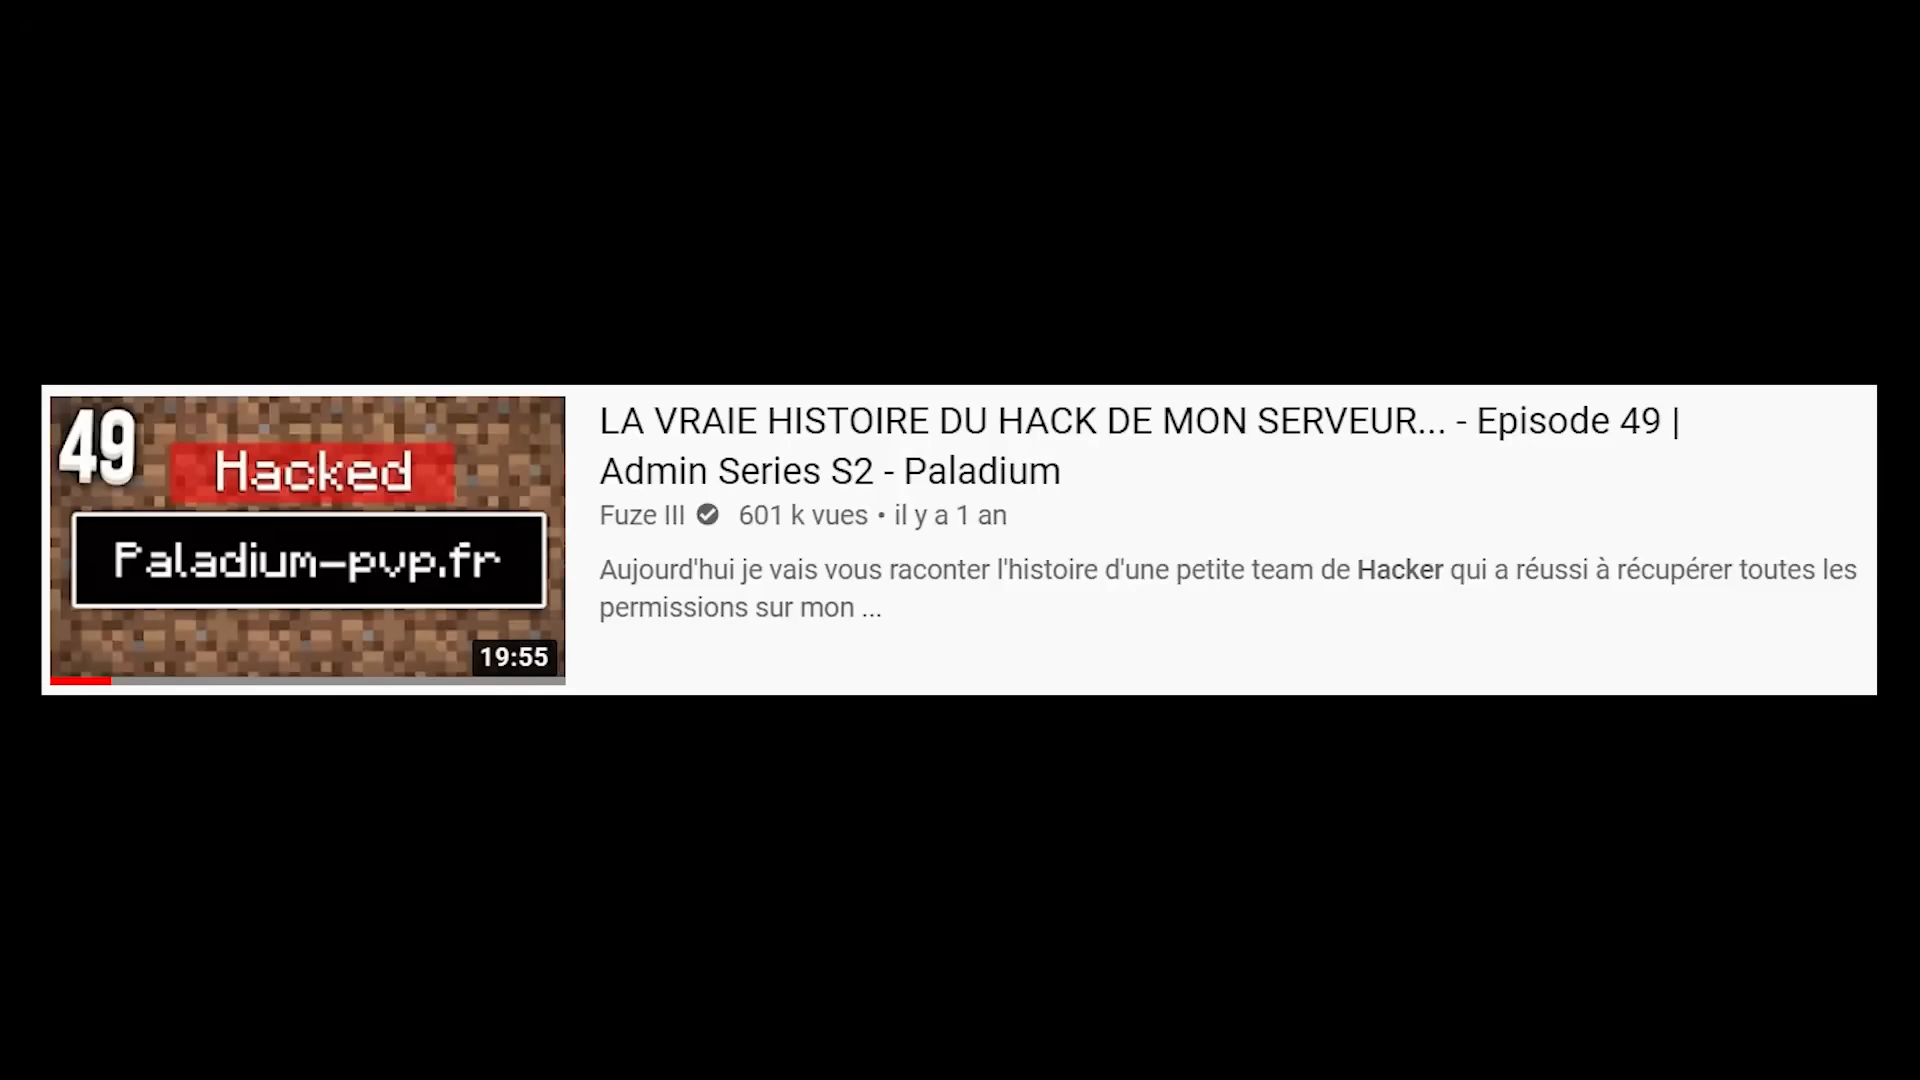 49
Hacked
Paladium-pvp.fr
19:55
LA VRAIE HISTOIRE DU HACK DE MON SERVEUR... - Episode 49 |
Admin Series S2 - Paladium
Fuze III 601 k vues • il y a 1 an
Aujourd'hui je vais vous raconter l'histoire d'une petite team de Hacker qui a réussi à récupérer toutes les
permissions sur mon ...